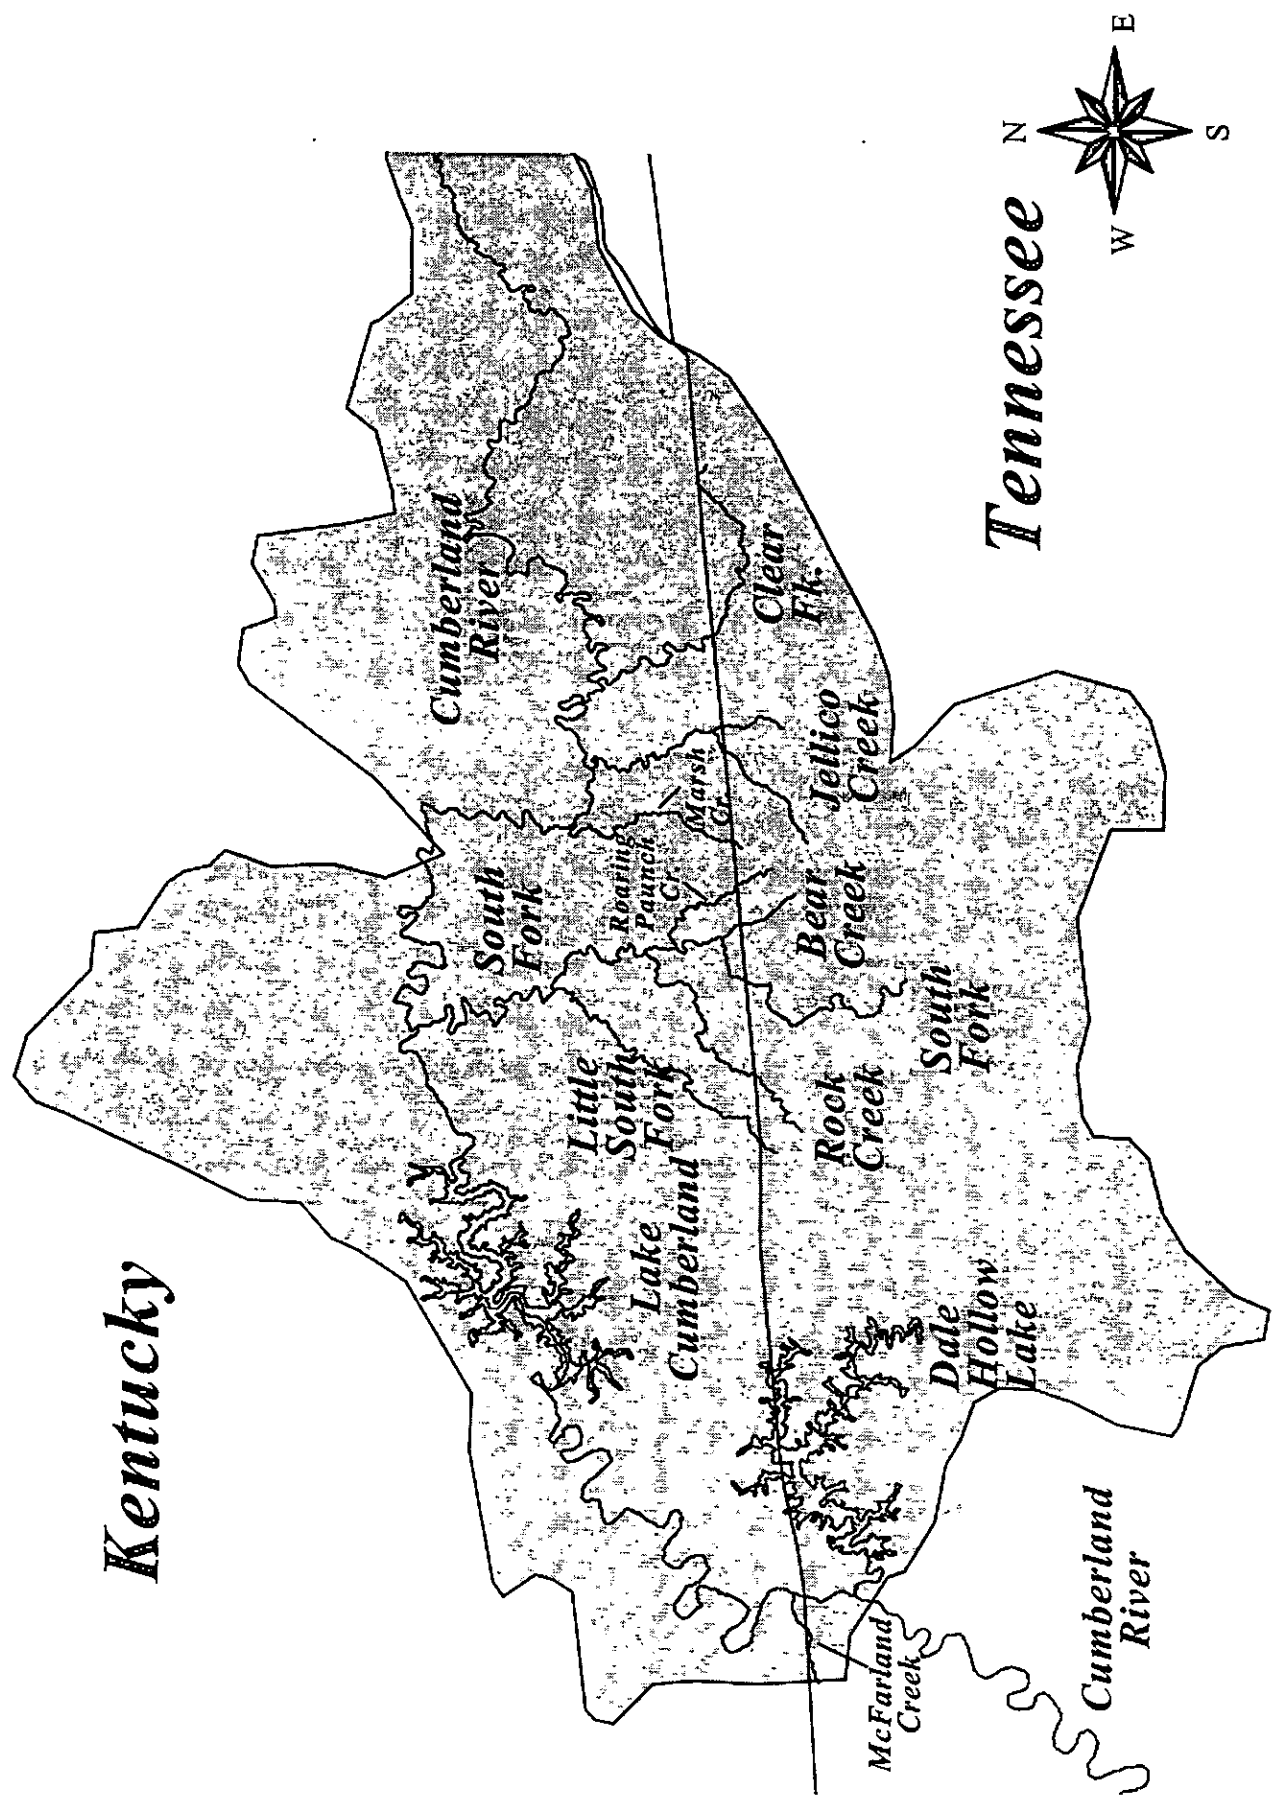 Kentucky
Cumberland
River
South
Fork
Little
South
Fork
Roaring
Paunch
Cr.
Marsh
Cr.
Lake
Cumberland
Clear
Fk.
Jellico
Creek
Bear
Creek
Rock
Creek
South
Fork
Dale
Hollow
Lake
McFarland
Creek
Cumberland
River
Tennessee
N
W
E
S